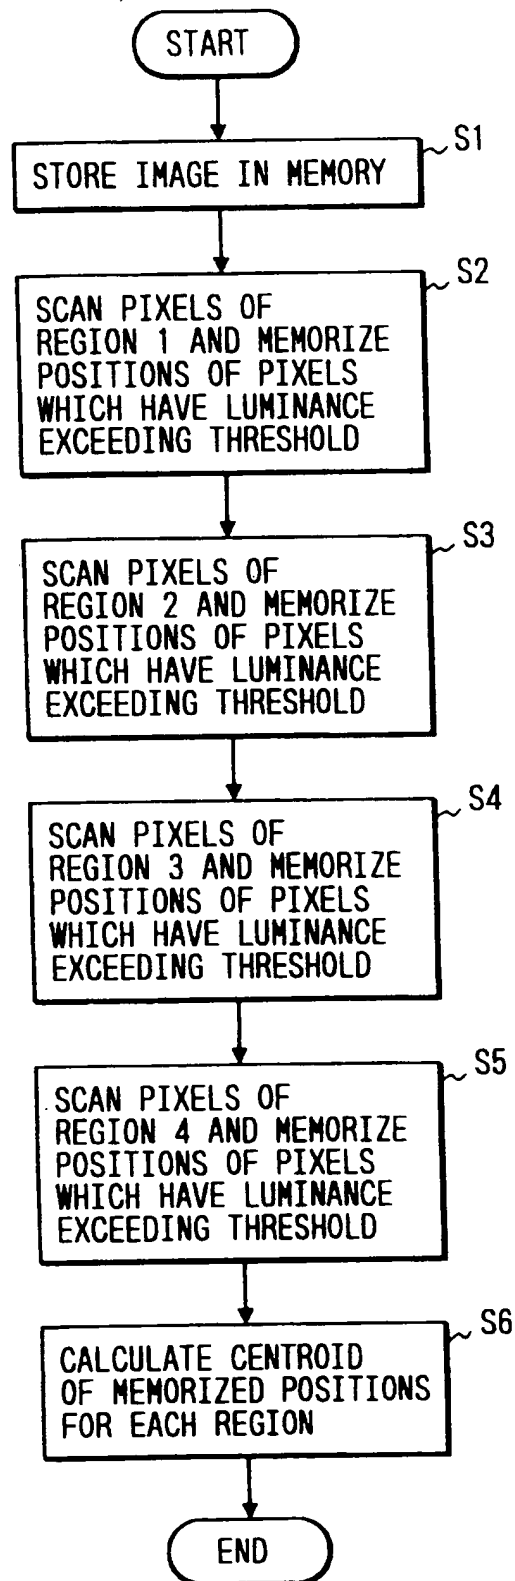 START
S1
STORE IMAGE IN MEMORY
S2
SCAN PIXELS OF
REGION 1 AND MEMORIZE
POSITIONS OF PIXELS
WHICH HAVE LUMINANCE
EXCEEDING THRESHOLD
S3
SCAN PIXELS OF
REGION 2 AND MEMORIZE
POSITIONS OF PIXELS
WHICH HAVE LUMINANCE
EXCEEDING THRESHOLD
S4
SCAN PIXELS OF
REGION 3 AND MEMORIZE
POSITIONS OF PIXELS
WHICH HAVE LUMINANCE
EXCEEDING THRESHOLD
S5
SCAN PIXELS OF
REGION 4 AND MEMORIZE
POSITIONS OF PIXELS
WHICH HAVE LUMINANCE
EXCEEDING THRESHOLD
S6
CALCULATE CENTROID
OF MEMORIZED POSITIONS
FOR EACH REGION
END